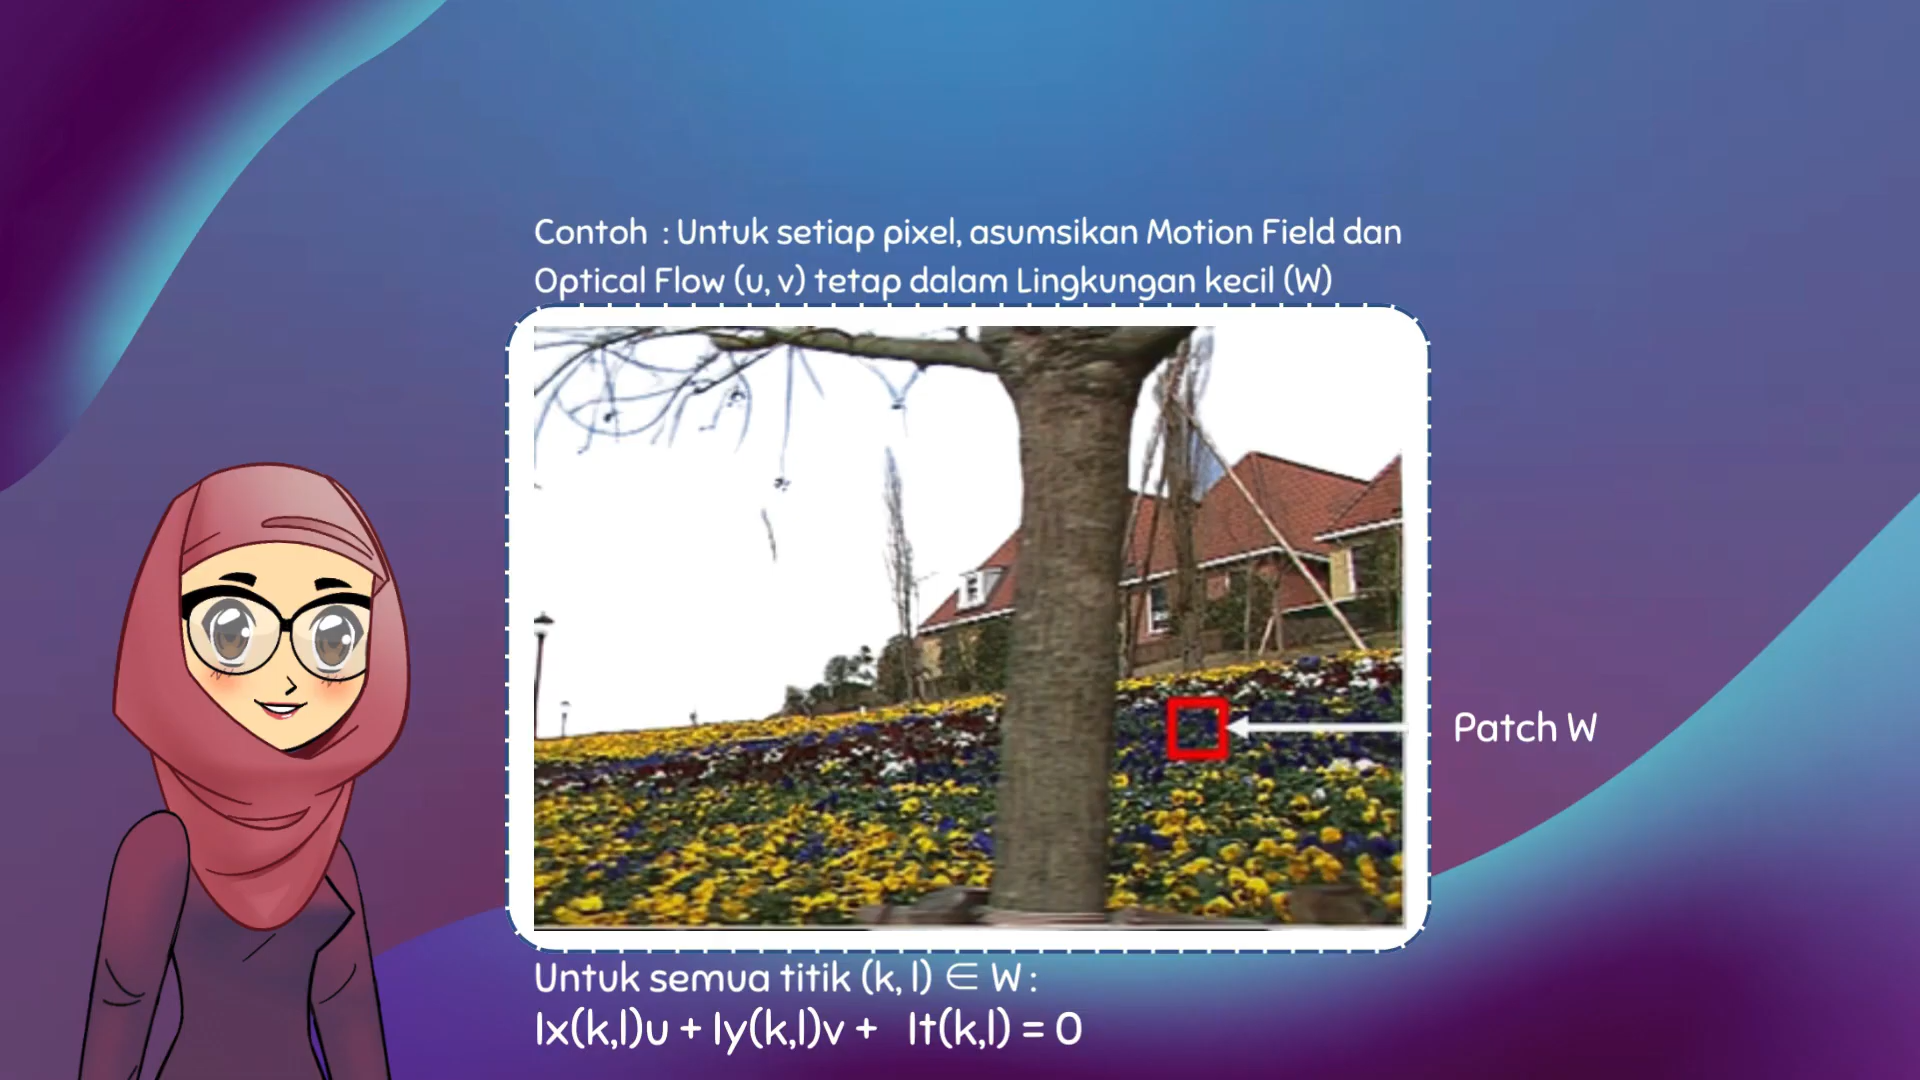 Contoh : Untuk setiap pixel, asumsikan Motion Field dan
Optical Flow (u, v) tetap dalam Lingkungan kecil (W)
Patch W
Untuk semua titik (k, l) ∈ W :
Ix(k,l)u + Iy(k,l)v + It(k,l) = 0